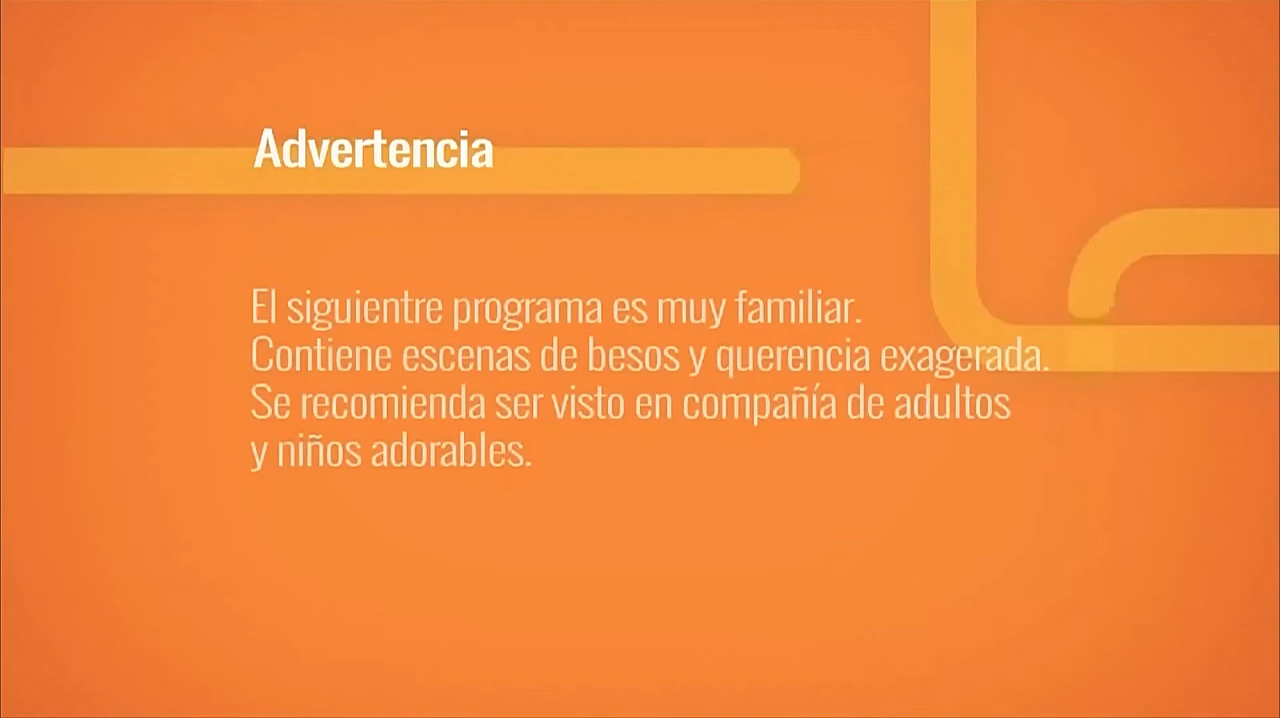 Advertencia
El siguientre programa es muy familiar.
Contiene escenas de besos y querencia exagerada.
Se recomienda ser visto en compañía de adultos
y niños adorables.